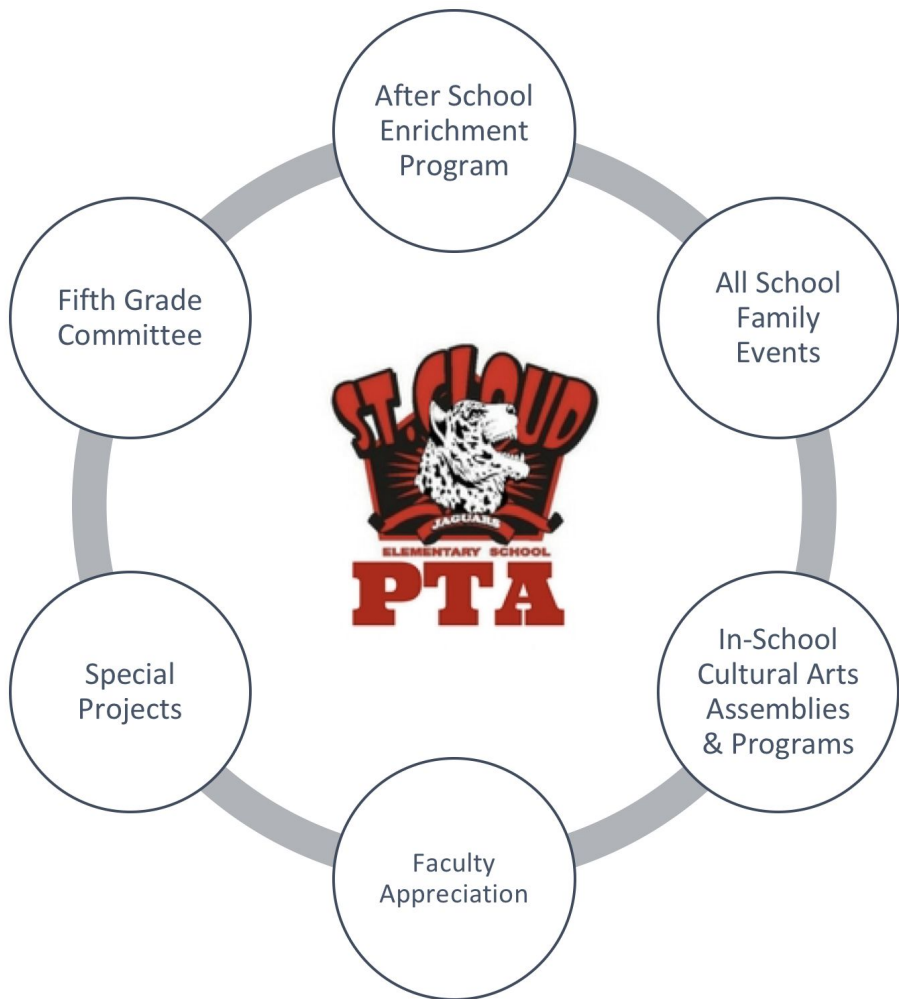 After School
Enrichment
Program
All School
Family
Events
In-School
Cultural Arts
Assemblies
& Programs
Faculty
Appreciation
Special
Projects
Fifth Grade
Committee
ST. CLOUD
JAGUARS
ELEMENTARY SCHOOL
PTA